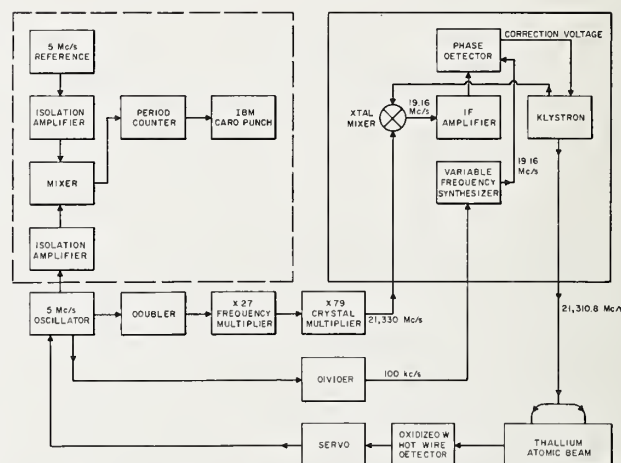 5 Mc/s
REFERENCE
ISOLATION
AMPLIFIER
MIXER
ISOLATION
AMPLIFIER
PERIOD
COUNTER
IBM
CARD PUNCH
CORRECTION VOLTAGE
PHASE
DETECTOR
XTAL
MIXER
19.16
Mc/s
IF
AMPLIFIER
KLYSTRON
VARIABLE
FREQUENCY
SYNTHESIZER
19.16
Mc/s
5 Mc/s
OSCILLATOR
DOUBLER
X 27
FREQUENCY
MULTIPLIER
X 79
CRYSTAL
MULTIPLIER
21,330 Mc/s
21,310.8 Mc/s
DIVIDER
100 kc/s
SERVO
OXIDIZED W
HOT WIRE
DETECTOR
THALLIUM
ATOMIC BEAM